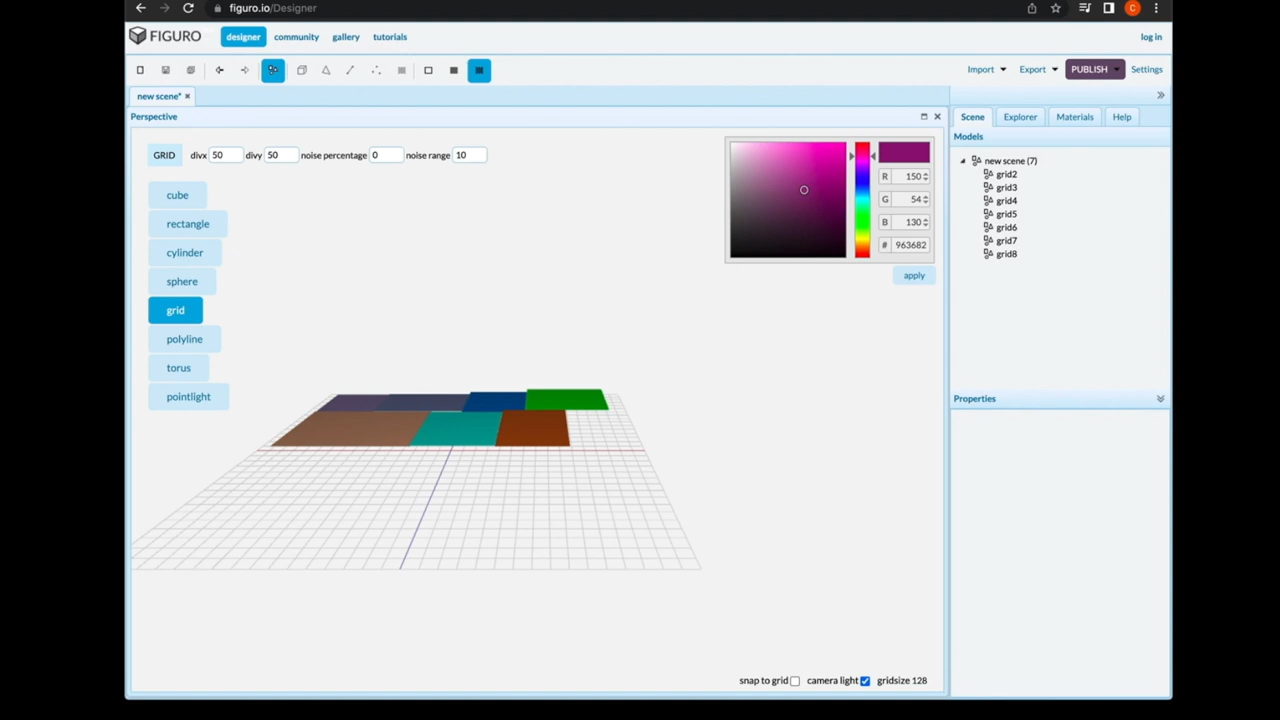 figuro.io/Designer
C
FIGURO designer community gallery tutorials log in
Import Export PUBLISH Settings
new scene*
Perspective
Scene Explorer Materials Help
Models
GRID divx 50 divy 50 noise percentage 0 noise range 10
new scene (7)
grid2
grid3
grid4
grid5
grid6
grid7
grid8
cube
rectangle
cylinder
sphere
grid
polyline
torus
pointlight
R 150
G 54
B 130
# 963682
apply
Properties
snap to grid camera light gridsize 128